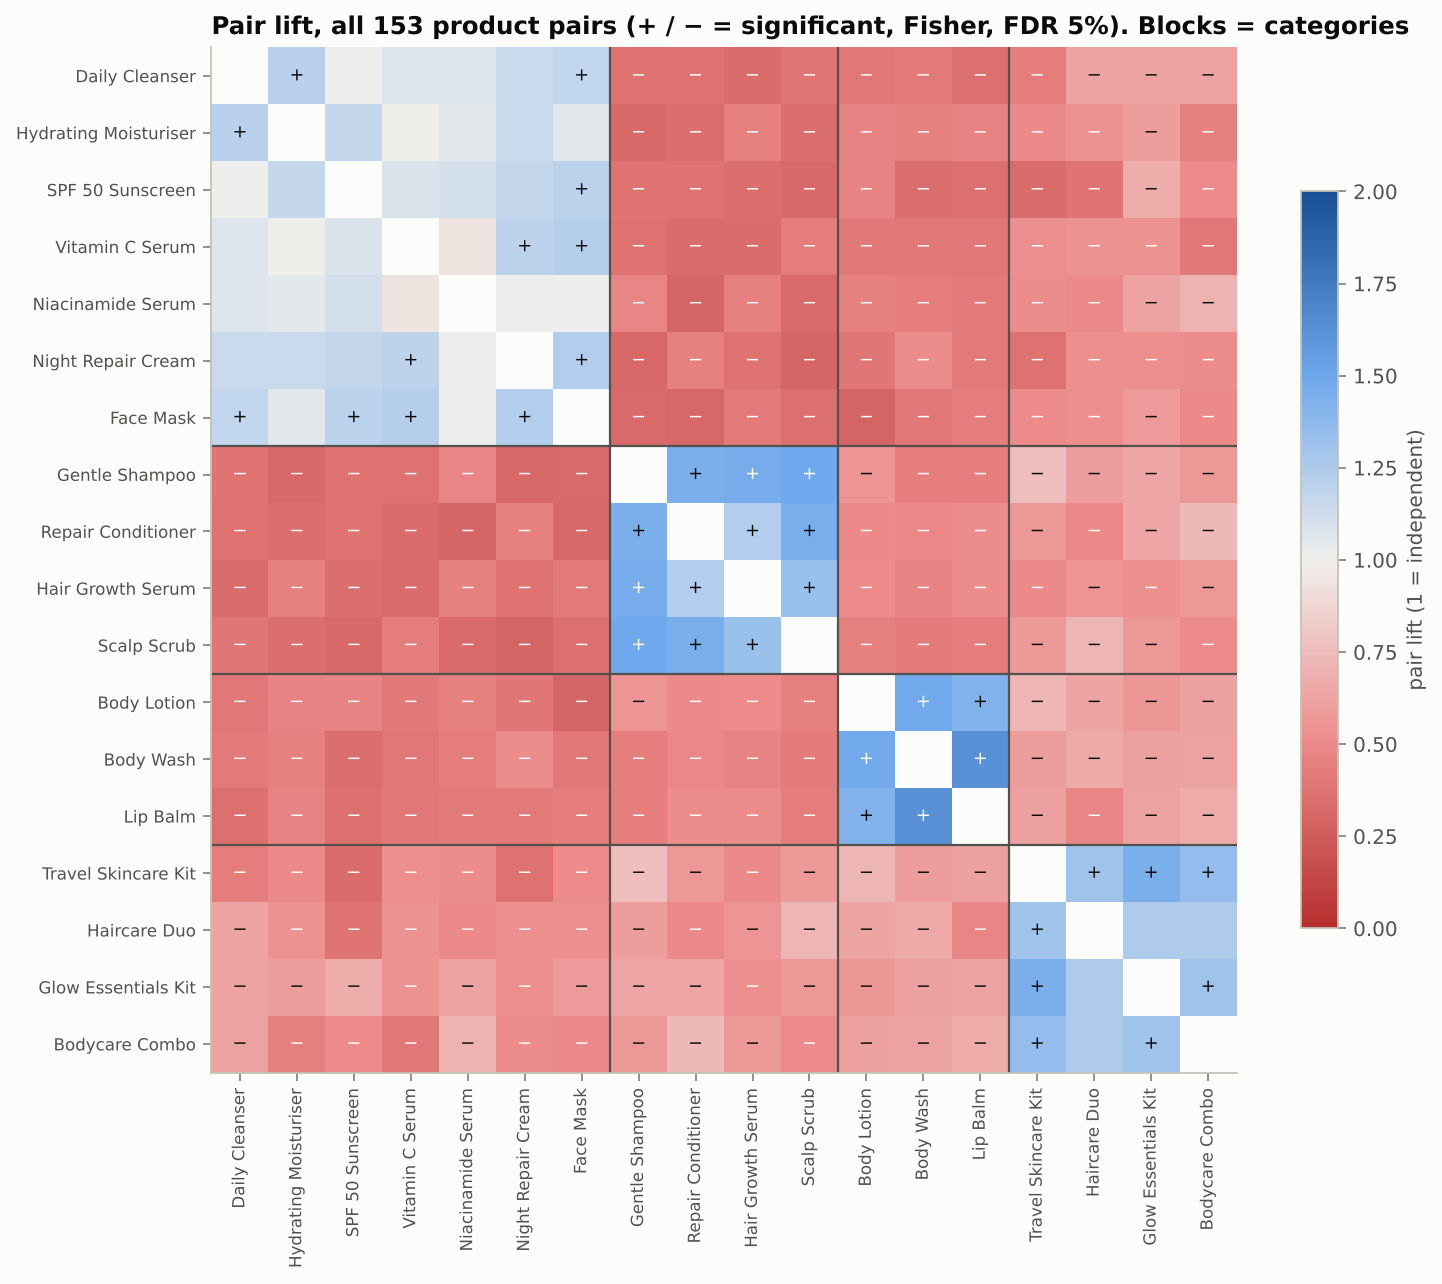 Pair lift, all 153 product pairs (+ / − = significant, Fisher, FDR 5%). Blocks = categories
Daily Cleanser + + − − − − − − − − − − −
Hydrating Moisturiser + − − − − − − − − − − −
SPF 50 Sunscreen + − − − − − − − − − − −
Vitamin C Serum + + − − − − − − − − − − −
Niacinamide Serum − − − − − − − − − − −
Night Repair Cream + + − − − − − − − − − − −
Face Mask + + + + − − − − − − − − − − −
Gentle Shampoo − − − − − − − + + + − − − − − − −
Repair Conditioner − − − − − − − + + + − − − − − − −
Hair Growth Serum − − − − − − − + + + − − − − − − −
Scalp Scrub − − − − − − − + + + − − − − − − −
Body Lotion − − − − − − − − − − − + + − − − −
Body Wash − − − − − − − − − − − + + − − − −
Lip Balm − − − − − − − − − − − + + − − − −
Travel Skincare Kit − − − − − − − − − − − − − − + + +
Haircare Duo − − − − − − − − − − − − − − +
Glow Essentials Kit − − − − − − − − − − − − − − + +
Bodycare Combo − − − − − − − − − − − − − − + +
Daily Cleanser
Hydrating Moisturiser
SPF 50 Sunscreen
Vitamin C Serum
Niacinamide Serum
Night Repair Cream
Face Mask
Gentle Shampoo
Repair Conditioner
Hair Growth Serum
Scalp Scrub
Body Lotion
Body Wash
Lip Balm
Travel Skincare Kit
Haircare Duo
Glow Essentials Kit
Bodycare Combo
2.00
1.75
1.50
1.25
1.00
0.75
0.50
0.25
0.00
pair lift (1 = independent)